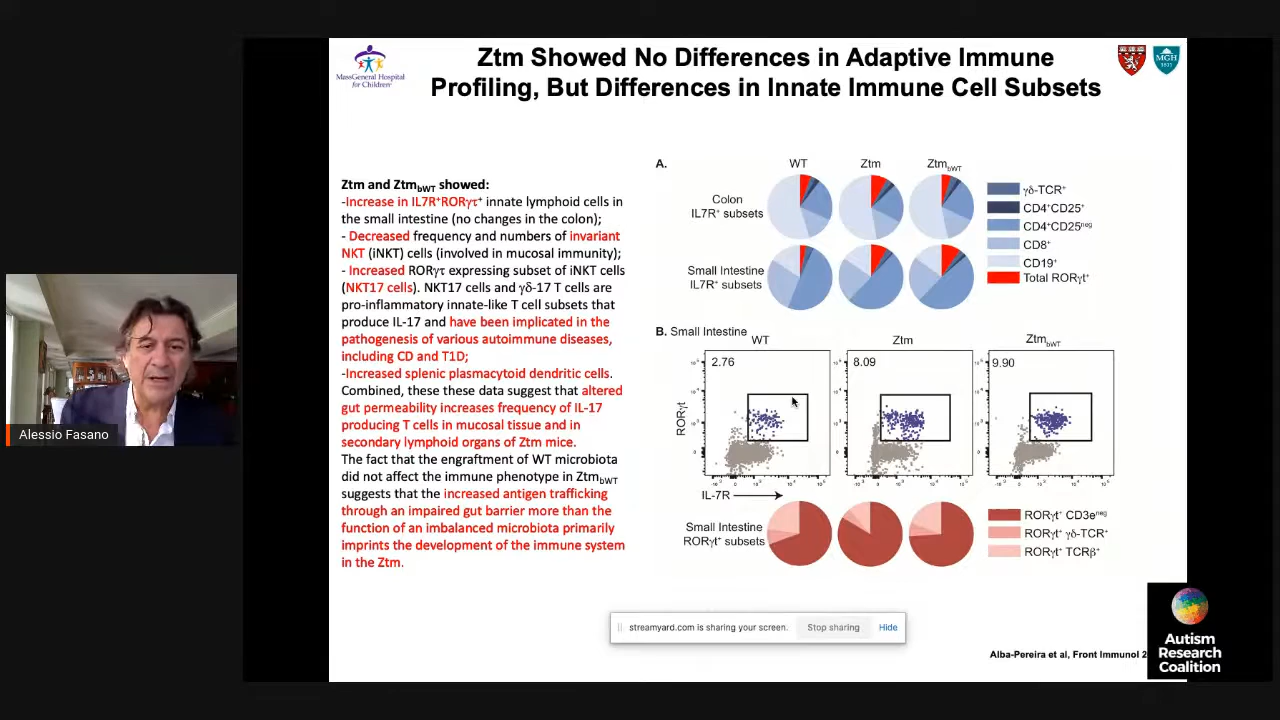 MassGeneral Hospital
for Children
Ztm Showed No Differences in Adaptive Immune
Profiling, But Differences in Innate Immune Cell Subsets
MGH
1811
Ztm and ZtmbWT showed:
-Increase in IL7R+RORγτ+ innate lymphoid cells in
the small intestine (no changes in the colon);
- Decreased frequency and numbers of invariant
NKT (iNKT) cells (involved in mucosal immunity);
- Increased RORγτ expressing subset of iNKT cells
(NKT17 cells). NKT17 cells and γδ-17 T cells are
pro-inflammatory innate-like T cell subsets that
produce IL-17 and have been implicated in the
pathogenesis of various autoimmune diseases,
including CD and T1D;
-Increased splenic plasmacytoid dendritic cells.
Combined, these these data suggest that altered
gut permeability increases frequency of IL-17
producing T cells in mucosal tissue and in
secondary lymphoid organs of Ztm mice.
The fact that the engraftment of WT microbiota
did not affect the immune phenotype in ZtmbWT
suggests that the increased antigen trafficking
through an impaired gut barrier more than the
function of an imbalanced microbiota primarily
imprints the development of the immune system
in the Ztm.
A.
WT Ztm ZtmbWT
Colon
IL7R+ subsets
Small Intestine
IL7R+ subsets
γδ-TCR+
CD4+CD25+
CD4+CD25neg
CD8+
CD19+
Total RORγt+
B. Small Intestine
WT Ztm ZtmbWT
2.76 8.09 9.90
RORγt
IL-7R
Small Intestine
RORγt+ subsets
RORγt+ CD3eneg
RORγt+ γδ-TCR+
RORγt+ TCRβ+
Alessio Fasano
streamyard.com is sharing your screen. Stop sharing Hide
Alba-Pereira et al, Front Immunol 2
Autism
Research
Coalition